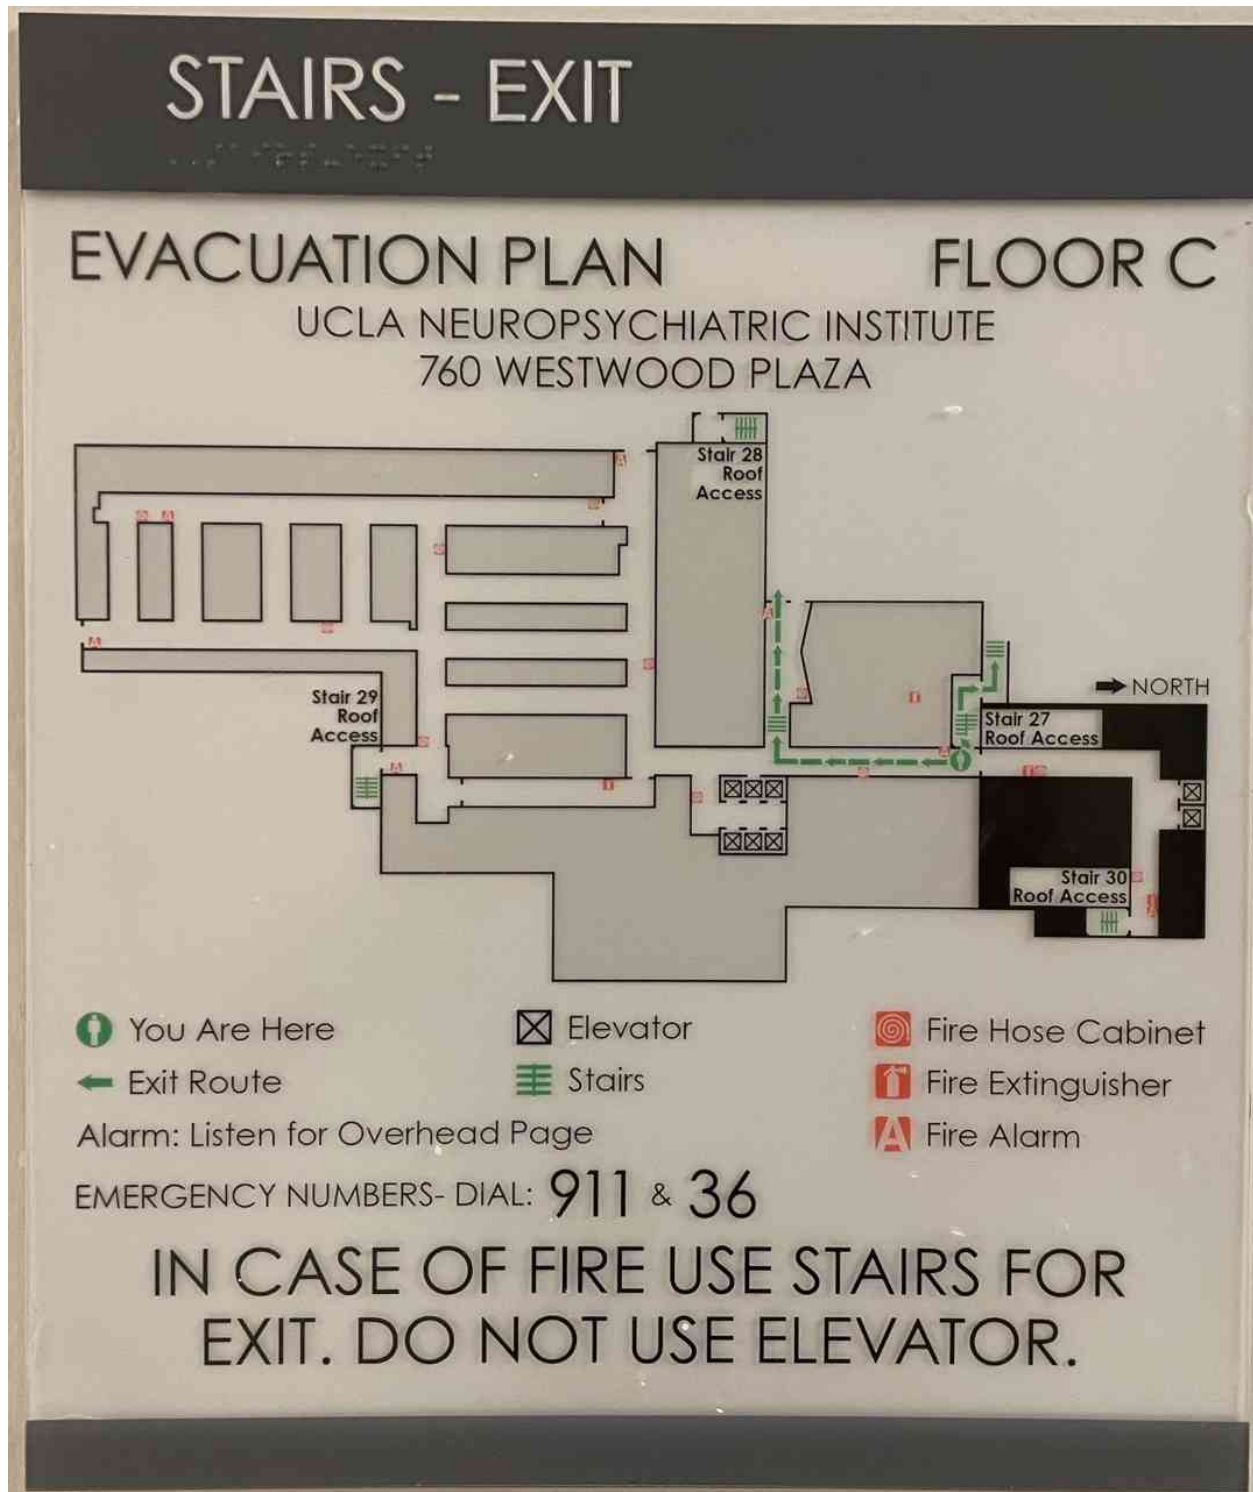 STAIRS - EXIT
EVACUATION PLAN FLOOR C
UCLA NEUROPSYCHIATRIC INSTITUTE
760 WESTWOOD PLAZA
Stair 28
Roof
Access
Stair 29
Roof
Access
NORTH
Stair 27
Roof Access
Stair 30
Roof Access
You Are Here
Elevator
Fire Hose Cabinet
Exit Route
Stairs
Fire Extinguisher
Alarm: Listen for Overhead Page
A Fire Alarm
EMERGENCY NUMBERS- DIAL: 911 & 36
IN CASE OF FIRE USE STAIRS FOR
EXIT. DO NOT USE ELEVATOR.